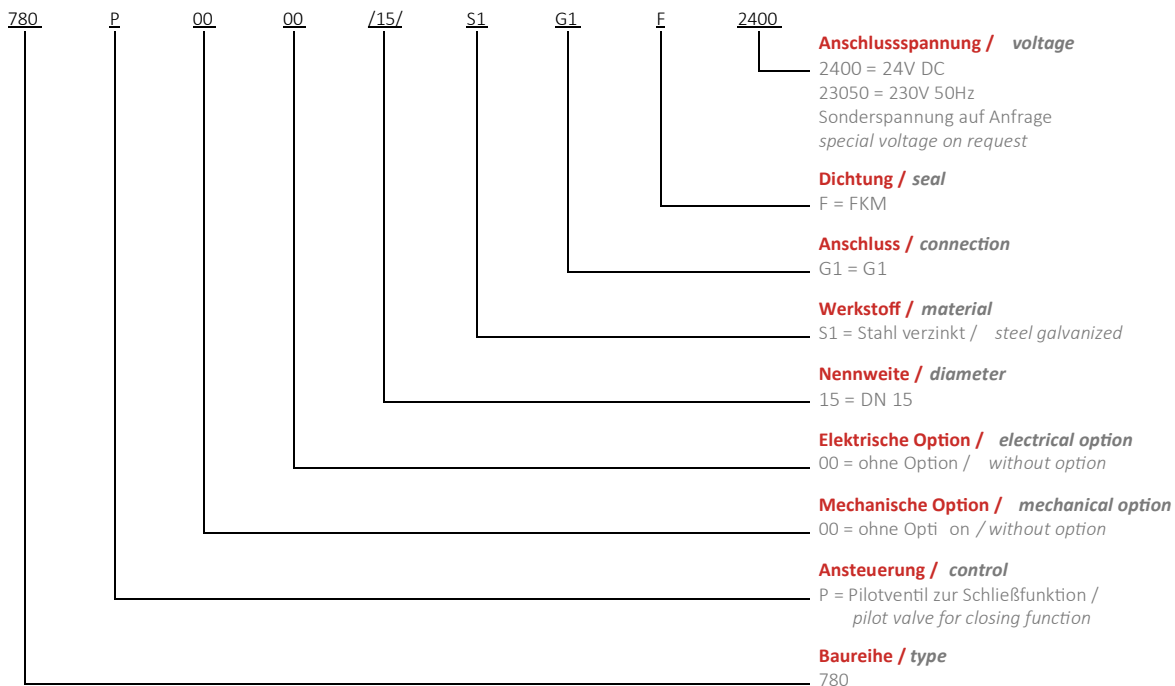 780 P 00 00 /15/ S1 G1 F 2400
Anschlussspannung / voltage
2400 = 24V DC
23050 = 230V 50Hz
Sonderspannung auf Anfrage
special voltage on request
Dichtung / seal
F = FKM
Anschluss / connection
G1 = G1
Werkstoff / material
S1 = Stahl verzinkt / steel galvanized
Nennweite / diameter
15 = DN 15
Elektrische Option / electrical option
00 = ohne Option / without option
Mechanische Option / mechanical option
00 = ohne Opti on / without option
Ansteuerung / control
P = Pilotventil zur Schließfunktion /
pilot valve for closing function
Baureihe / type
780